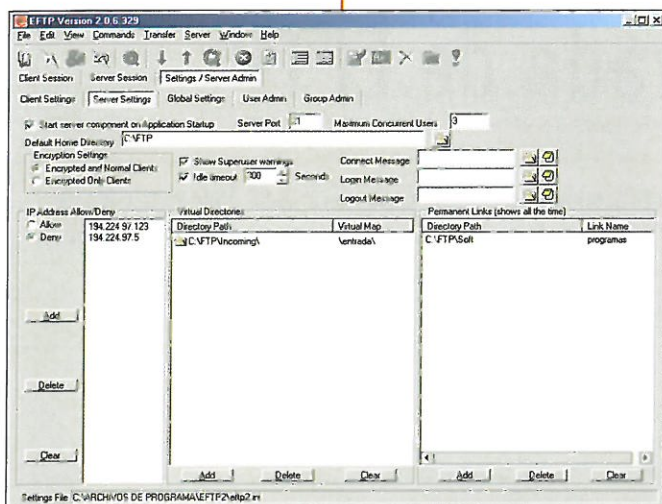 EFTP Version 2.0.6.329
File Edit View Commands Transfer Server Window Help
Client Session Server Session Settings / Server Admin
Client Settings Server Settings Global Settings User Admin Group Admin
Start server component on Application Startup Server Port Maximum Concurrent Users 3
Default Home Directory C:\FTP
Encryption Settings
Encrypted and Normal Clients
Encrypted Only Clients
Show Superuser warnings
Idle timeout 300 Seconds
Connect Message
Login Message
Logout Message
IP Address Allow/Deny
Allow
Deny
194.224.97.123
194.224.97.5
Add
Delete
Clear
Virtual Directories
Directory Path Virtual Map
C:\FTP\Incoming\ \entrada\
Add Delete Clear
Permanent Links (shows all the time)
Directory Path Link Name
C:\FTP\Soft programas
Add Delete Clear
Settings File C:\ARCHIVOS DE PROGRAMA\EFTP2\eftp2.ini